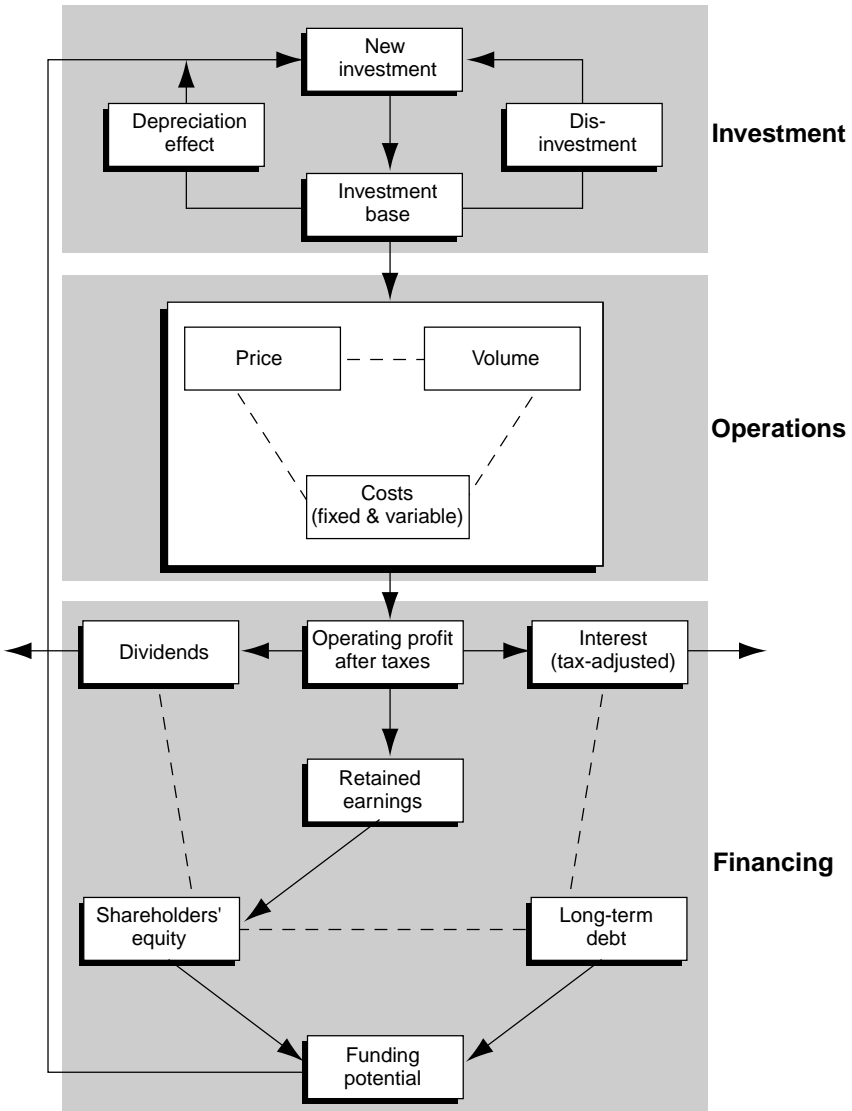 New
investment
Depreciation
effect
Dis-
investment
Investment
Investment
base
Price
Volume
Operations
Costs
(fixed & variable)
Dividends
Operating profit
after taxes
Interest
(tax-adjusted)
Retained
earnings
Financing
Shareholders'
equity
Long-term
debt
Funding
potential